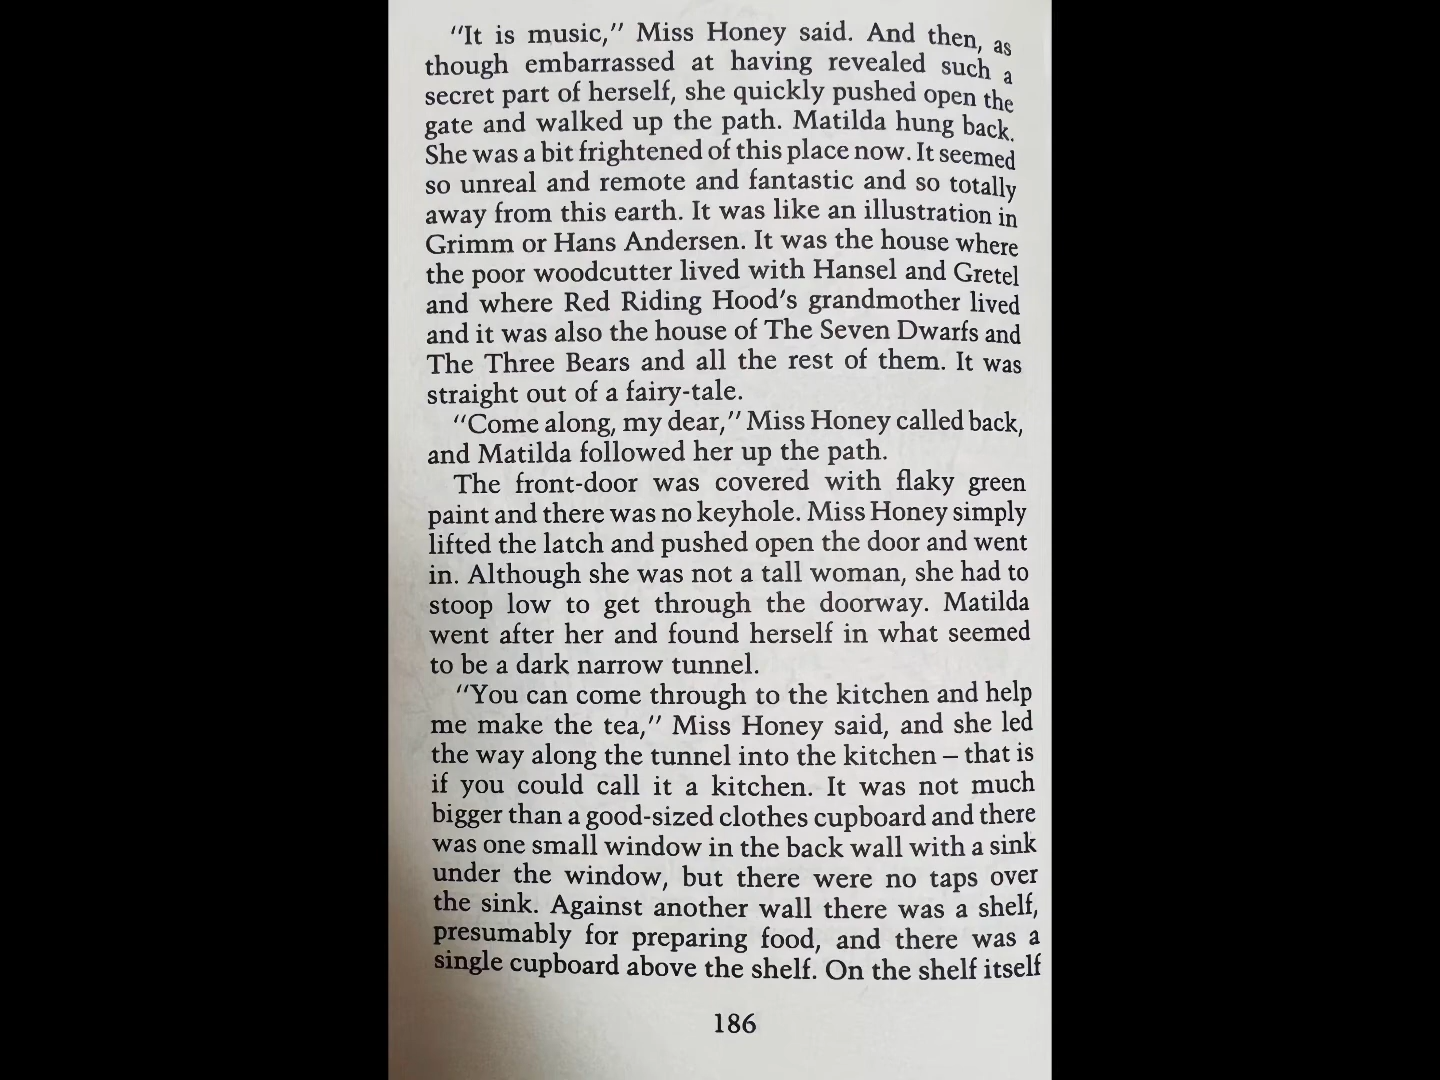 "It is music," Miss Honey said. And then, as
though embarrassed at having revealed such a
secret part of herself, she quickly pushed open the
gate and walked up the path. Matilda hung back.
She was a bit frightened of this place now. It seemed
so unreal and remote and fantastic and so totally
away from this earth. It was like an illustration in
Grimm or Hans Andersen. It was the house where
the poor woodcutter lived with Hansel and Gretel
and where Red Riding Hood's grandmother lived
and it was also the house of The Seven Dwarfs and
The Three Bears and all the rest of them. It was
straight out of a fairy-tale.
"Come along, my dear," Miss Honey called back,
and Matilda followed her up the path.
The front-door was covered with flaky green
paint and there was no keyhole. Miss Honey simply
lifted the latch and pushed open the door and went
in. Although she was not a tall woman, she had to
stoop low to get through the doorway. Matilda
went after her and found herself in what seemed
to be a dark narrow tunnel.
"You can come through to the kitchen and help
me make the tea," Miss Honey said, and she led
the way along the tunnel into the kitchen – that is
if you could call it a kitchen. It was not much
bigger than a good-sized clothes cupboard and there
was one small window in the back wall with a sink
under the window, but there were no taps over
the sink. Against another wall there was a shelf,
presumably for preparing food, and there was a
single cupboard above the shelf. On the shelf itself
186